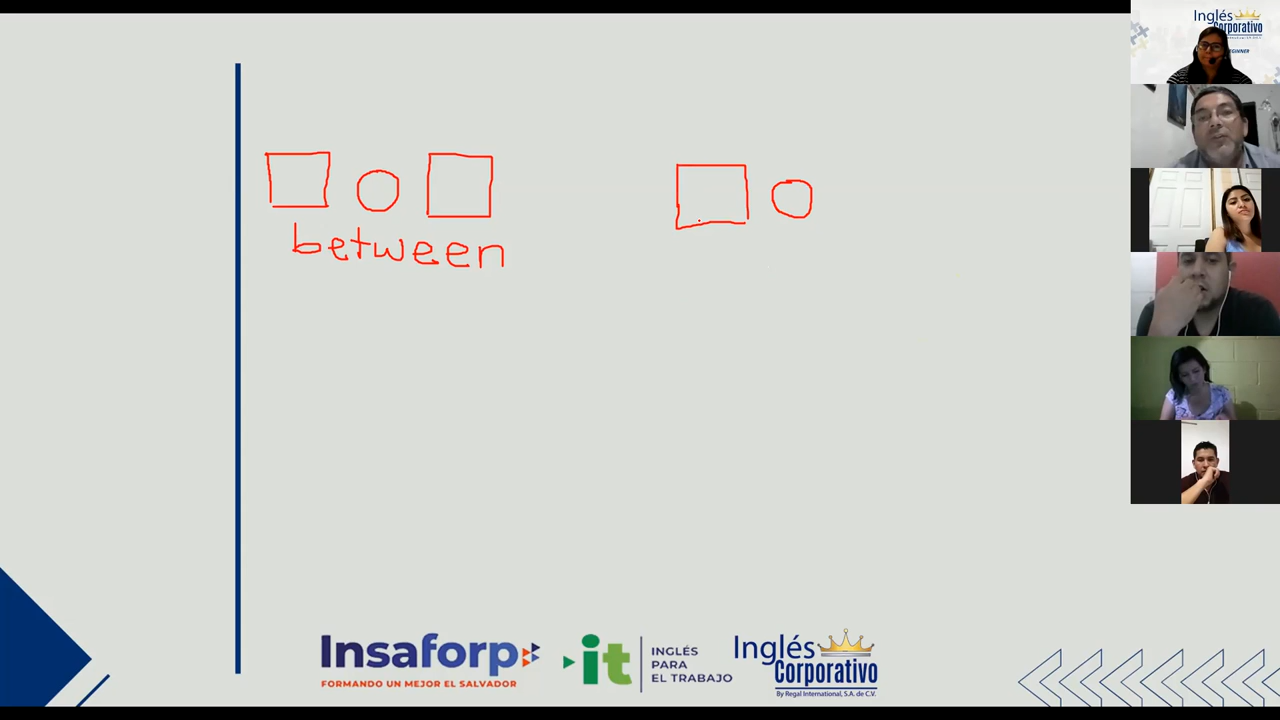 Inglés
Corporativo
between
Insaforp
FORMANDO UN MEJOR EL SALVADOR
it
INGLÉS
PARA
EL TRABAJO
Inglés
Corporativo
By Regal International, S.A. de C.V.